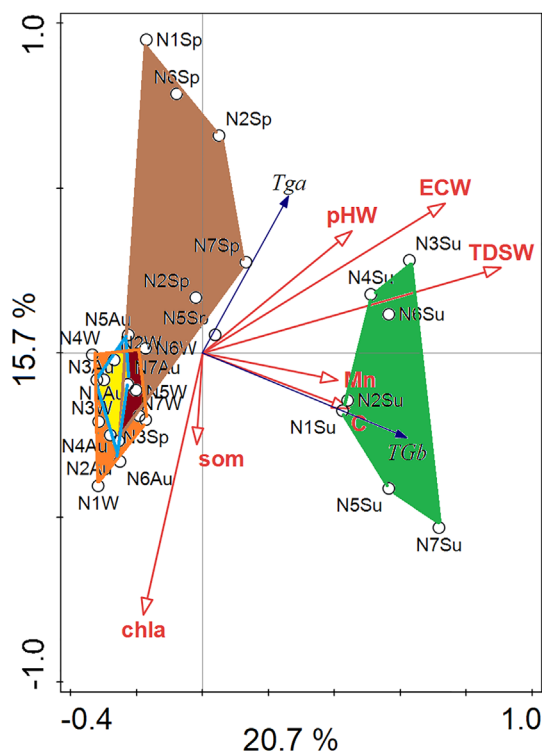 1.0
N1Sp
N6Sp
N2Sp
Tga
ECW
pHW
N7Sp
N3Su
TDSW
N4Su
N2Sp
N6Su
N5Au
N5Sp
N4W
N2W
N6W
15.7 %
N3Au
N7Au
Mn
N5W
N2Su
N3W
N7W
N1Su
C
N4Au
N3Sp
TGb
som
N2Au
N6Au
N1W
N5Su
N7Su
chla
-1.0
-0.4
20.7 %
1.0